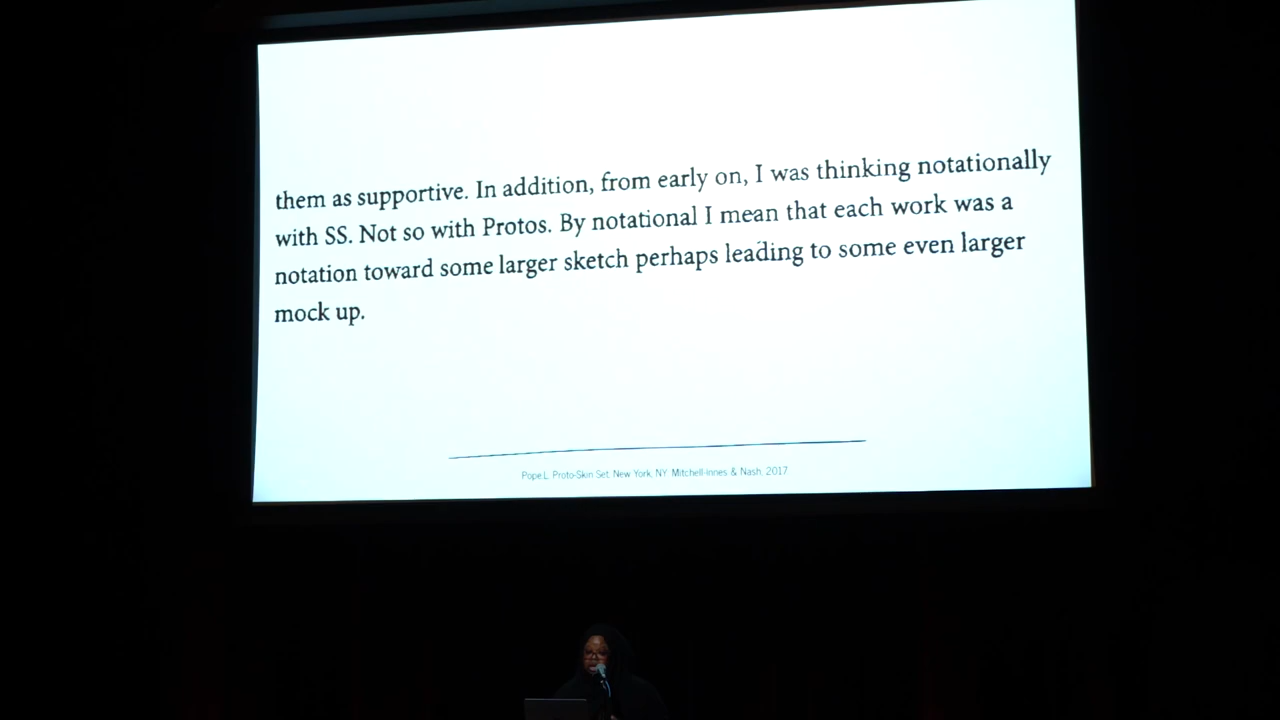 them as supportive. In addition, from early on, I was thinking notationally
with SS. Not so with Protos. By notational I mean that each work was a
notation toward some larger sketch perhaps leading to some even larger
mock up.
Pope.L. Proto-Skin Set, New York, NY: Mitchell-Innes & Nash, 2017